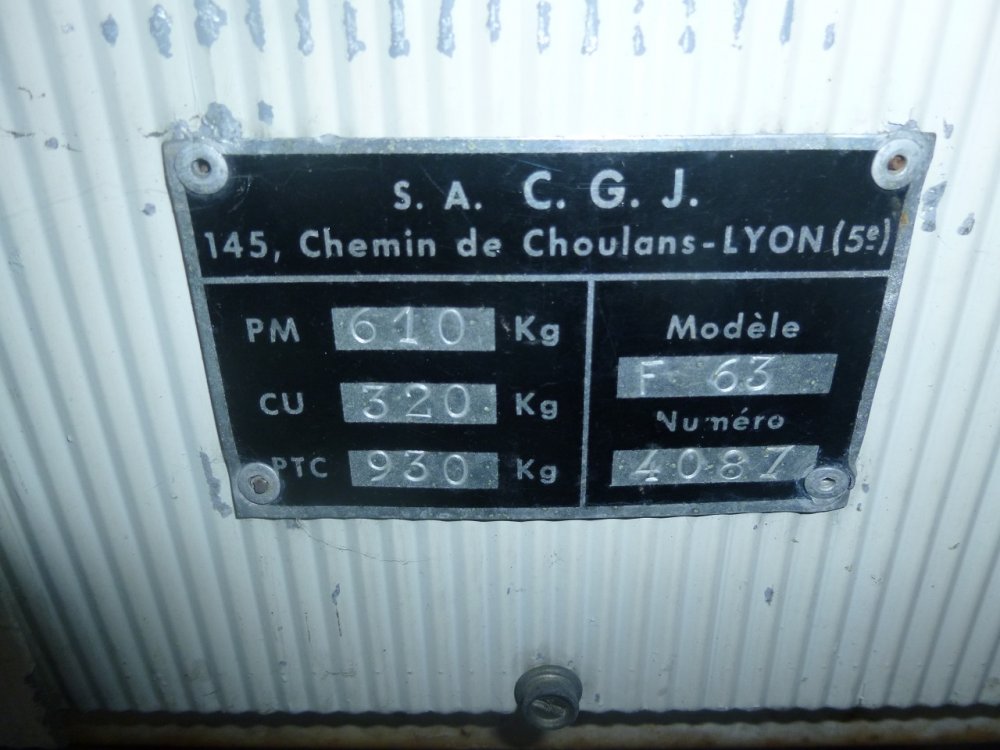 S. A. C. G. J.
145, Chemin de Choulans-LYON (5e)
PM 610 Kg
CU 320 Kg
PTC 930 Kg
Modèle
F 63
Numéro
4087